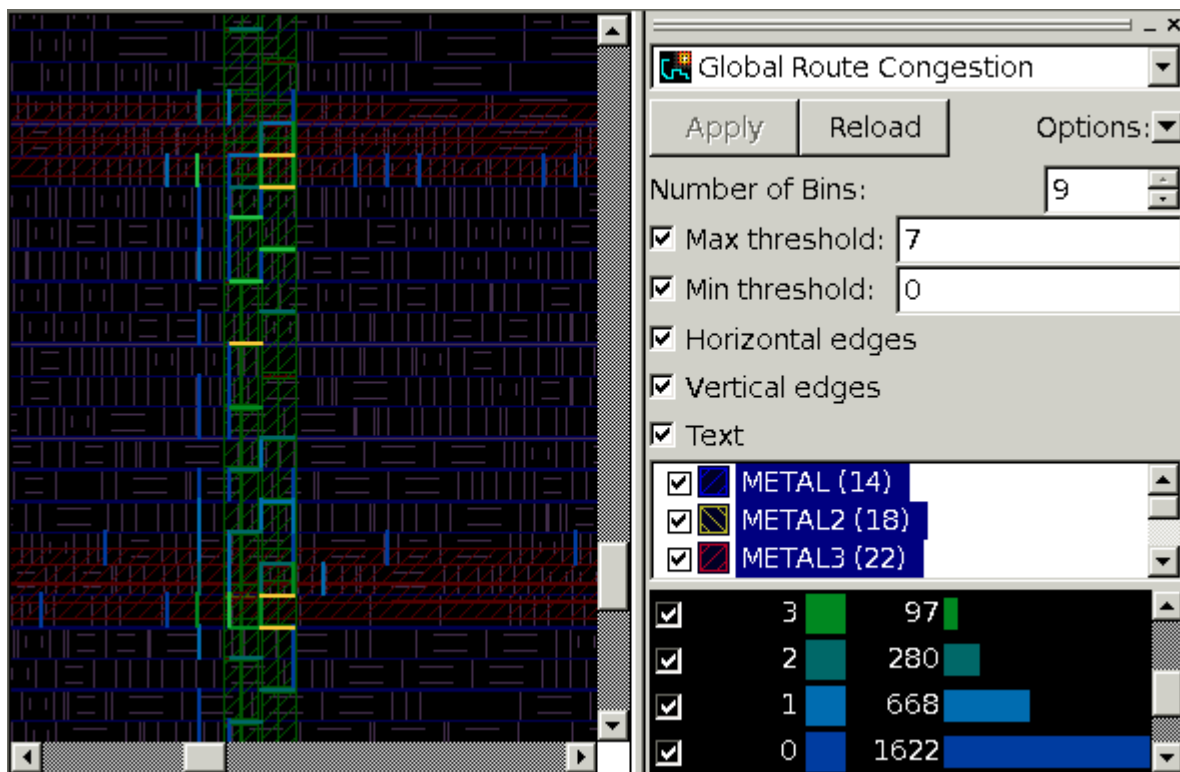 Global Route Congestion
Apply Reload Options:
Number of Bins: 9
Max threshold: 7
Min threshold: 0
Horizontal edges
Vertical edges
Text
METAL (14)
METAL2 (18)
METAL3 (22)
3 97
2 280
1 668
0 1622